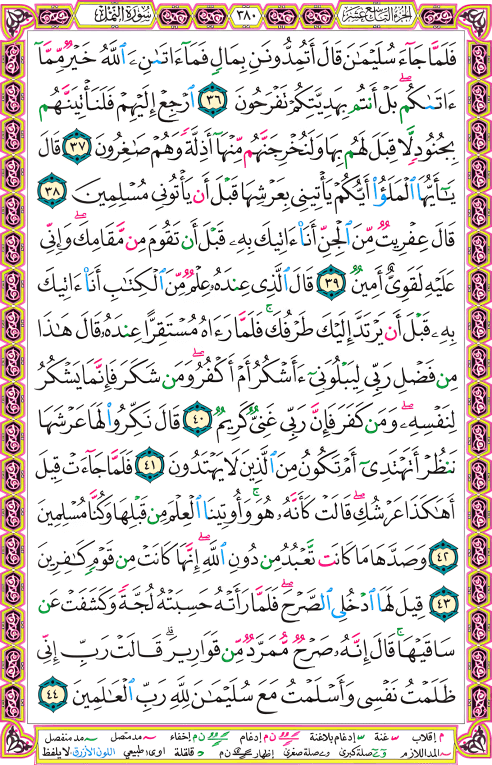 الجزء التاسع عشر ٣٨٠ سورة النمل
فَلَمَّا جَآءَ سُلَيْمَٰنَ قَالَ أَتُمِدُّونَنِ بِمَالٍ فَمَآ ءَاتَىٰنِۦَ ٱللَّهُ خَيْرٌ مِّمَّآ
ءَاتَىٰكُم بَلْ أَنتُم بِهَدِيَّتِكُمْ تَفْرَحُونَ ٣٦ ٱرْجِعْ إِلَيْهِمْ فَلَنَأْتِيَنَّهُم
بِجُنُودٍ لَّا قِبَلَ لَهُم بِهَا وَلَنُخْرِجَنَّهُم مِّنْهَآ أَذِلَّةً وَهُمْ صَٰغِرُونَ ٣٧ قَالَ
يَٰٓأَيُّهَا ٱلْمَلَؤُا۟ أَيُّكُمْ يَأْتِينِى بِعَرْشِهَا قَبْلَ أَن يَأْتُونِى مُسْلِمِينَ ٣٨
قَالَ عِفْرِيتٌ مِّنَ ٱلْجِنِّ أَنَا۠ ءَاتِيكَ بِهِۦ قَبْلَ أَن تَقُومَ مِن مَّقَامِكَ ۖ وَإِنِّى
عَلَيْهِ لَقَوِىٌّ أَمِينٌ ٣٩ قَالَ ٱلَّذِى عِندَهُۥ عِلْمٌ مِّنَ ٱلْكِتَٰبِ أَنَا۠ ءَاتِيكَ
بِهِۦ قَبْلَ أَن يَرْتَدَّ إِلَيْكَ طَرْفُكَ ۚ فَلَمَّا رَءَاهُ مُسْتَقِرًّا عِندَهُۥ قَالَ هَٰذَا
مِن فَضْلِ رَبِّى لِيَبْلُوَنِىٓ ءَأَشْكُرُ أَمْ أَكْفُرُ ۖ وَمَن شَكَرَ فَإِنَّمَا يَشْكُرُ
لِنَفْسِهِۦ ۖ وَمَن كَفَرَ فَإِنَّ رَبِّى غَنِىٌّ كَرِيمٌ ٤٠ قَالَ نَكِّرُوا۟ لَهَا عَرْشَهَا
نَنظُرْ أَتَهْتَدِىٓ أَمْ تَكُونُ مِنَ ٱلَّذِينَ لَا يَهْتَدُونَ ٤١ فَلَمَّا جَآءَتْ قِيلَ
أَهَٰكَذَا عَرْشُكِ ۖ قَالَتْ كَأَنَّهُۥ هُوَ ۚ وَأُوتِينَا ٱلْعِلْمَ مِن قَبْلِهَا وَكُنَّا مُسْلِمِينَ
٤٢ وَصَدَّهَا مَا كَانَت تَّعْبُدُ مِن دُونِ ٱللَّهِ ۖ إِنَّهَا كَانَتْ مِن قَوْمٍ كَٰفِرِينَ
٤٣ قِيلَ لَهَا ٱدْخُلِى ٱلصَّرْحَ ۖ فَلَمَّا رَأَتْهُ حَسِبَتْهُ لُجَّةً وَكَشَفَتْ عَن
سَاقَيْهَا ۚ قَالَ إِنَّهُۥ صَرْحٌ مُّمَرَّدٌ مِّن قَوَارِيرَ ۗ قَالَتْ رَبِّ إِنِّى
ظَلَمْتُ نَفْسِى وَأَسْلَمْتُ مَعَ سُلَيْمَٰنَ لِلَّهِ رَبِّ ٱلْعَٰلَمِينَ ٤٤
م إقلاب غنة إدغام بلا غنة ن م إدغام ن م إخفاء مد متصل مد منفصل
المد اللازم مد صلة كبرى وے صلة صغرى إظهار ن م قلقلة ا و ى: طبيعي اللون الأزرق: لا يلفظ